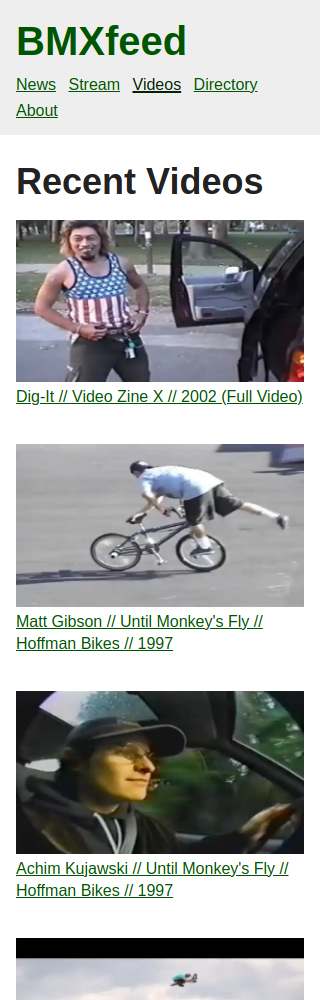 BMXfeed
News Stream Videos Directory
About
Recent Videos
Dig-It // Video Zine X // 2002 (Full Video)
Matt Gibson // Until Monkey's Fly //
Hoffman Bikes // 1997
Achim Kujawski // Until Monkey's Fly //
Hoffman Bikes // 1997